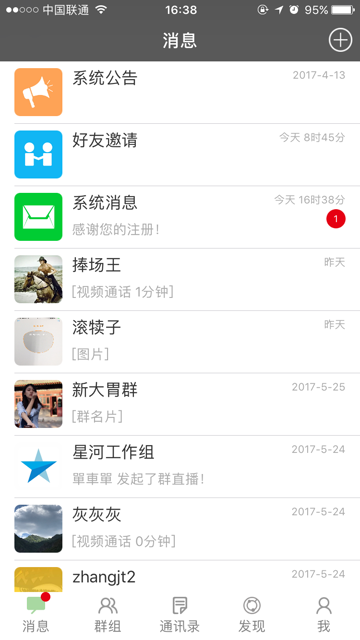 中国联通 16:38 95%
消息
系统公告 2017-4-13
好友邀请 今天 8时45分
系统消息 今天 16时38分
感谢您的注册！ 1
捧场王 昨天
[视频通话 1分钟]
滚犊子 昨天
[图片]
新大胃群 2017-5-25
[群名片]
星河工作组 2017-5-24
單車單 发起了群直播！
灰灰灰 2017-5-24
[视频通话 0分钟]
zhangjt2 2017-5-24
消息 群组 通讯录 发现 我